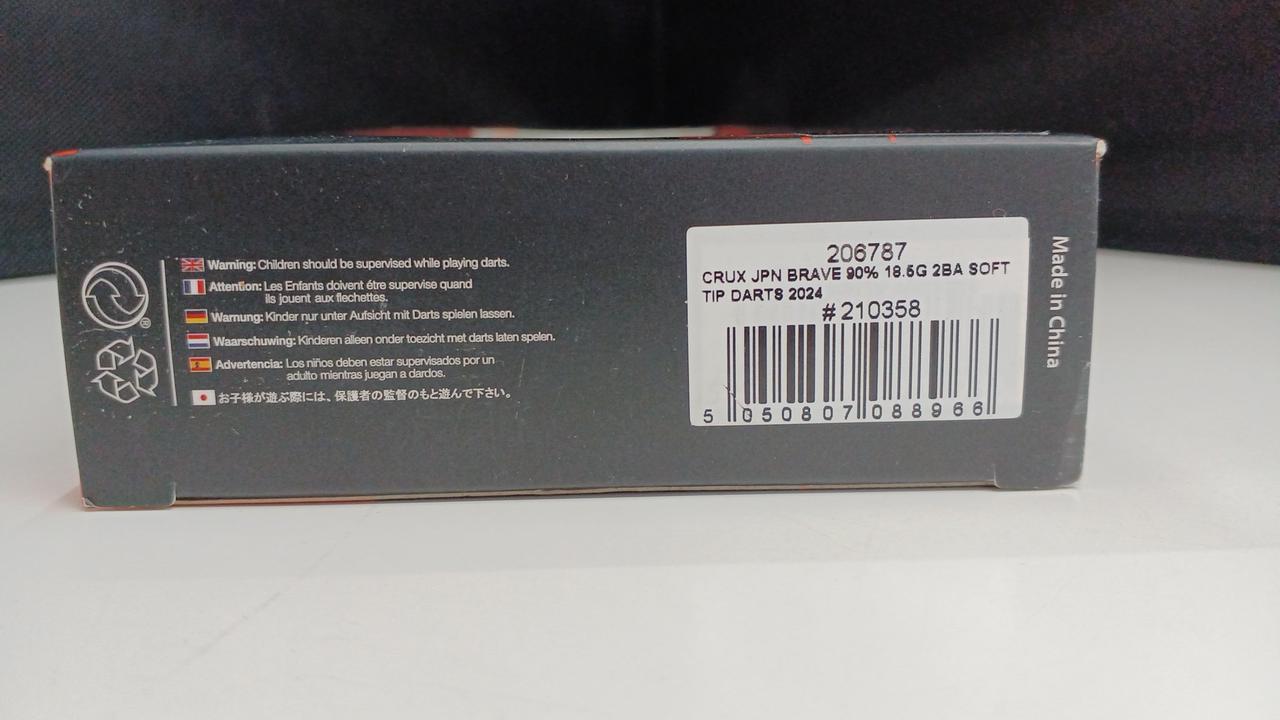 Warning: Children should be supervised while playing darts.
Attention: Les Enfants doivent étre supervise quand
ils jouent aux flechettes.
Warnung: Kinder nur unter Aufsicht mit Darts spielen lassen.
Waarschuwing: Kinderen alleen onder toezicht met darts laten spelen.
Advertencia: Los niños deben estar supervisados por un
adulto mientras juegan a dardos.
お子様が遊ぶ際には、保護者の監督のもと遊んで下さい。
®
206787
CRUX JPN BRAVE 90% 18.5G 2BA SOFT
TIP DARTS 2024
#210358
5 050807 088966
Made in China